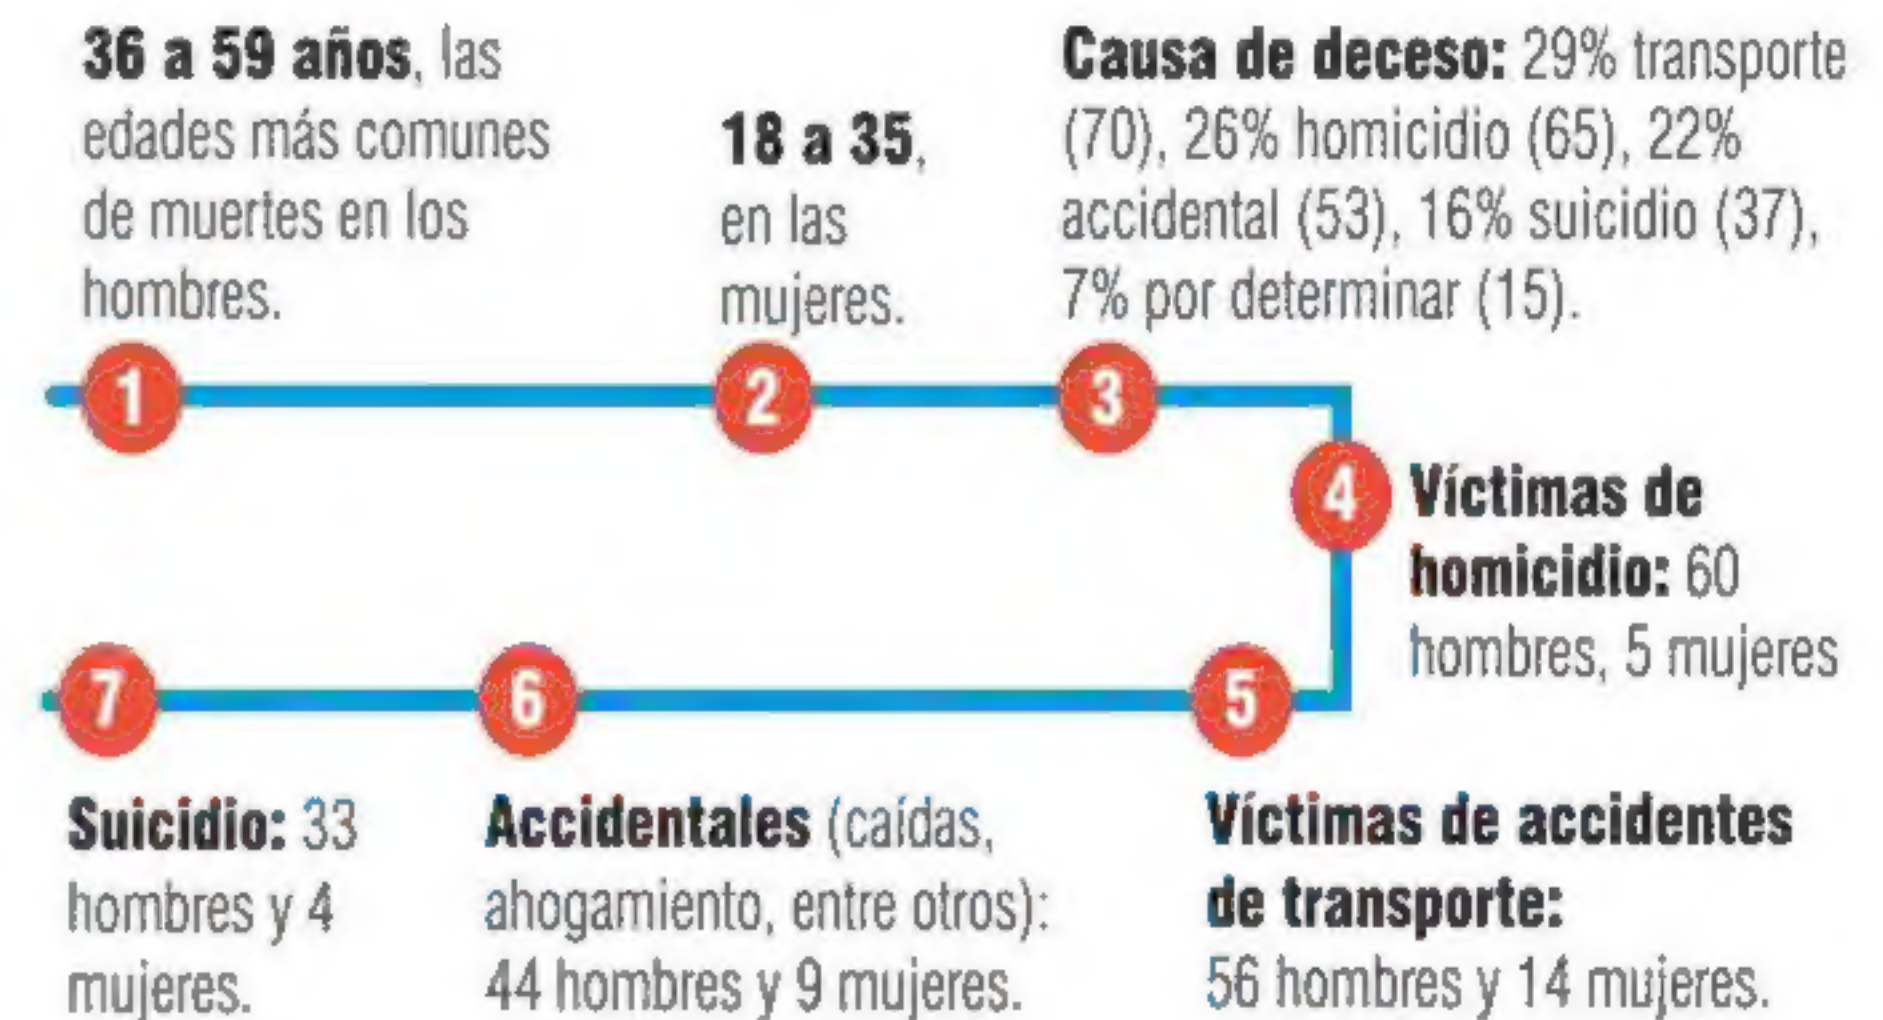 36 a 59 años, las
edades más comunes
de muertes en los
hombres.
18 a 35,
en las
mujeres.
Causa de deceso: 29% transporte
(70), 26% homicidio (65), 22%
accidental (53), 16% suicidio (37),
7% por determinar (15).
1
2
3
4
Víctimas de
homicidio: 60
hombres, 5 mujeres
5
Víctimas de accidentes
de transporte:
56 hombres y 14 mujeres.
6
Accidentales (caídas,
ahogamiento, entre otros):
44 hombres y 9 mujeres.
7
Suicidio: 33
hombres y 4
mujeres.